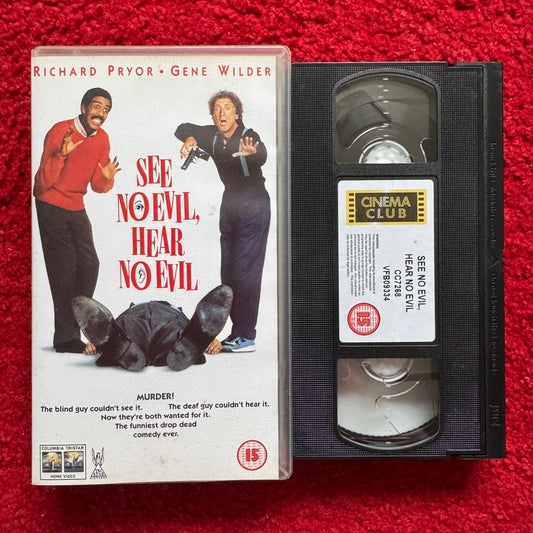 RICHARD PRYOR • GENE WILDER
SEE
NO EVIL,
HEAR
NO EVIL
MURDER!
The blind guy couldn't see it. The deaf guy couldn't hear it.
Now they're both wanted for it.
The funniest drop dead
comedy ever.
COLUMBIA TRISTAR
HOME VIDEO
15
CINEMA
CLUB
SEE NO EVIL,
HEAR NO EVIL
CC7268
VFB09334
15